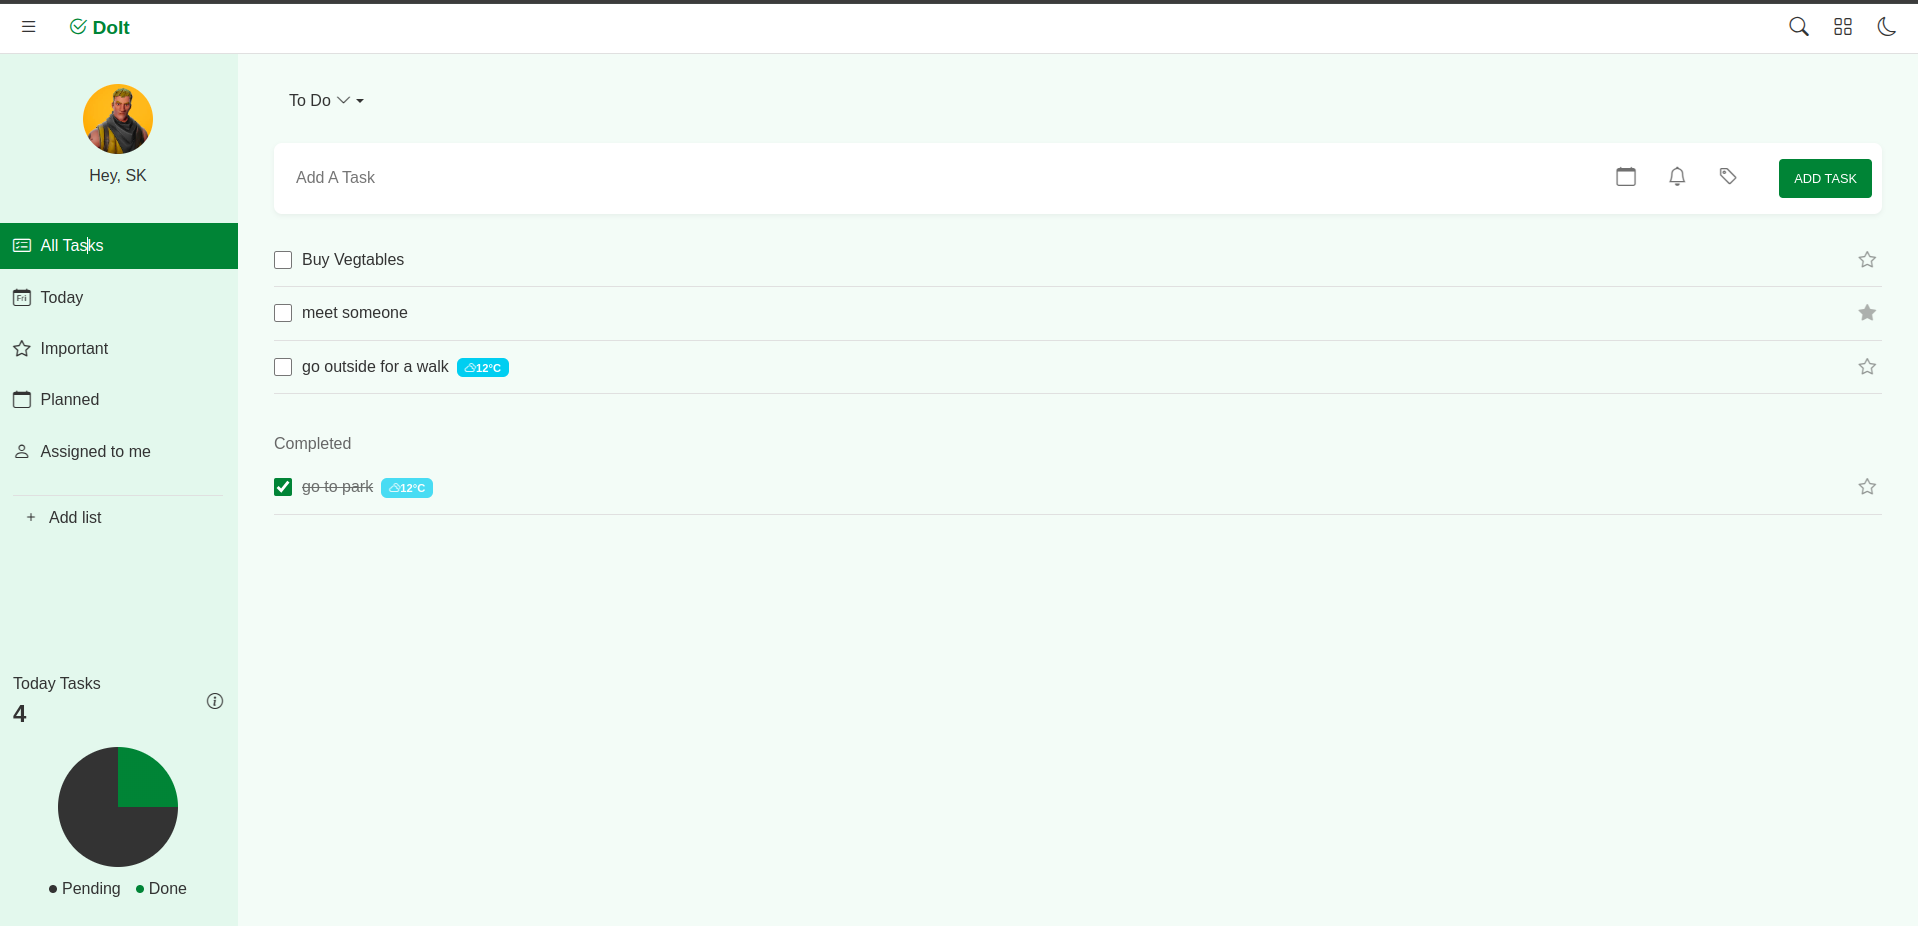 DoIt
Hey, SK
All Tasks
Fri Today
Important
Planned
Assigned to me
+ Add list
Today Tasks
4
Pending Done
To Do
Add A Task ADD TASK
Buy Vegtables
meet someone
go outside for a walk 12°C
Completed
go to park 12°C